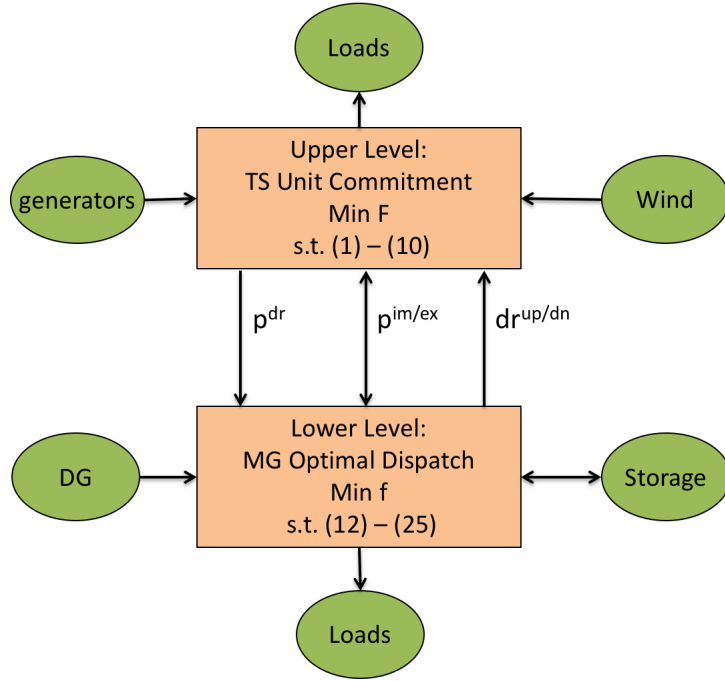 Loads
Upper Level:
TS Unit Commitment
Min F
s.t. (1) – (10)
generators
Wind
p^dr
p^im/ex
dr^up/dn
Lower Level:
MG Optimal Dispatch
Min f
s.t. (12) – (25)
DG
Storage
Loads